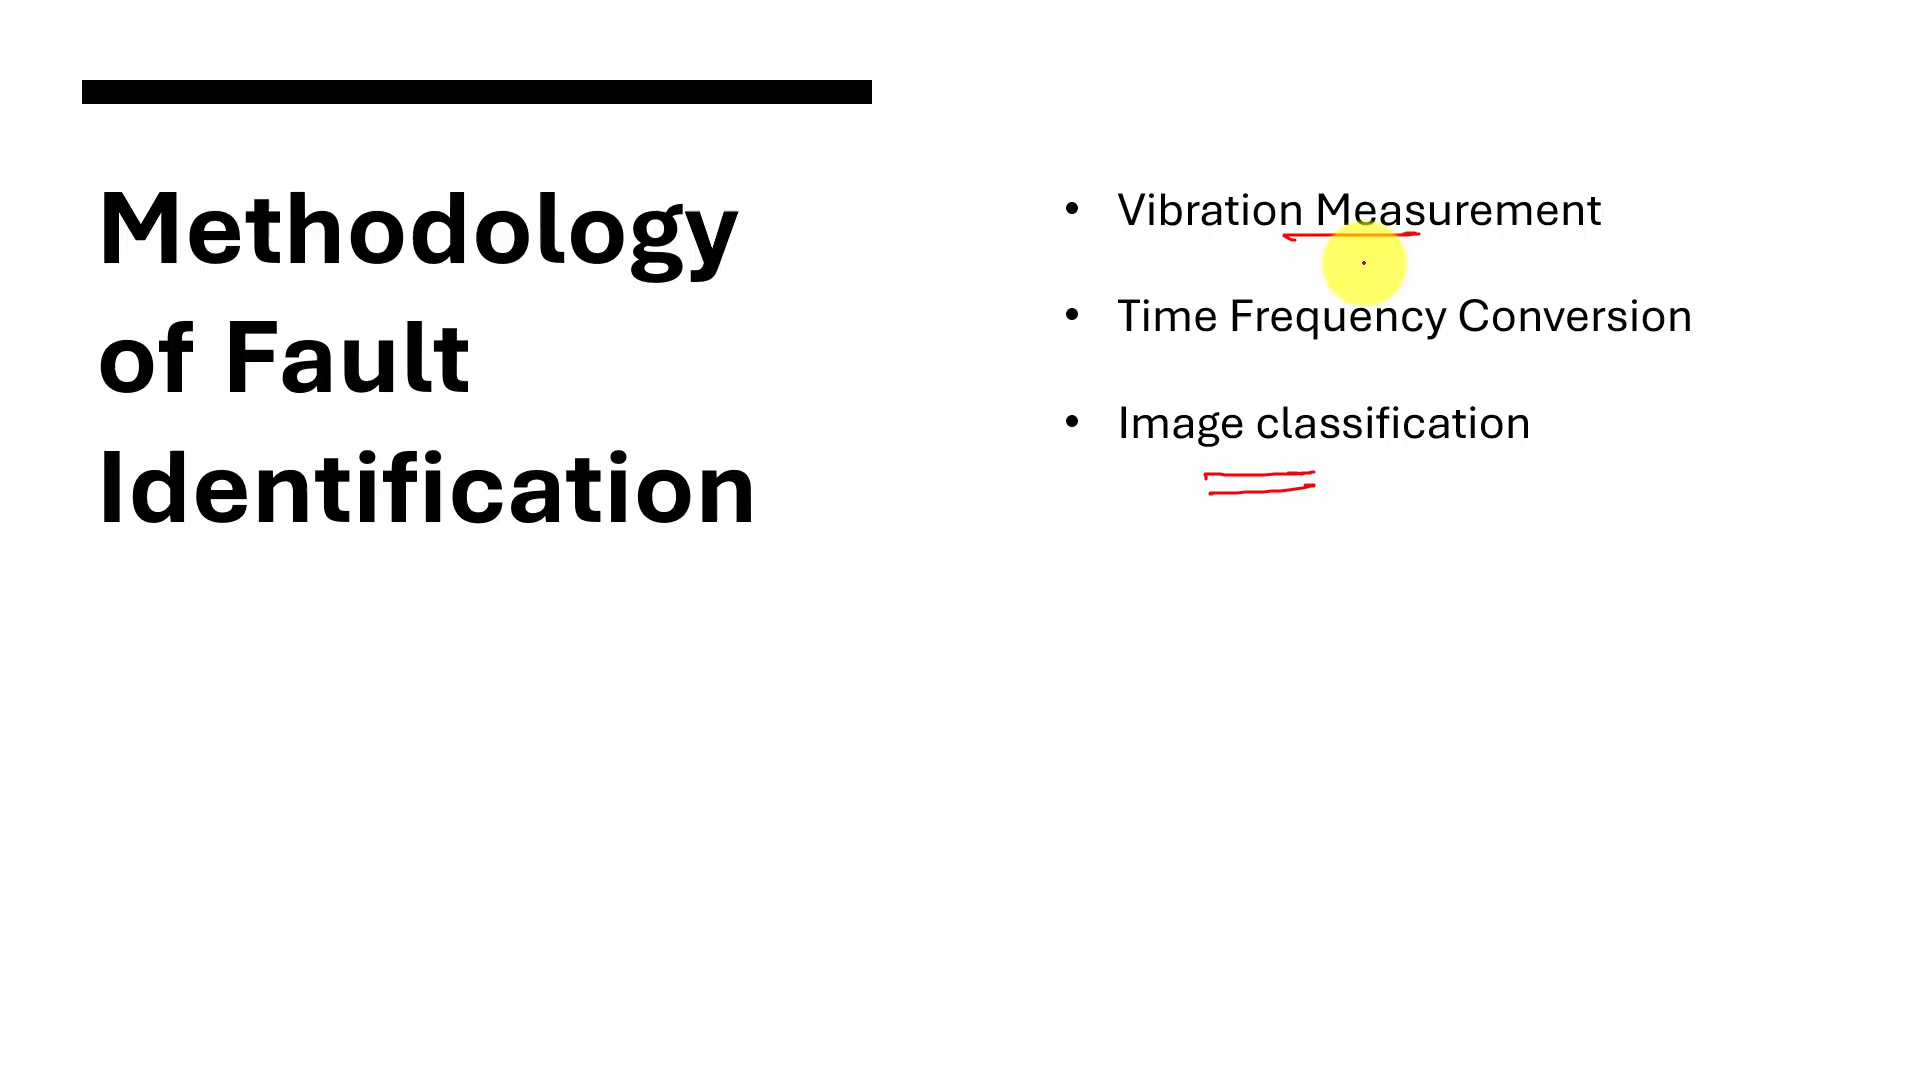 Methodology
of Fault
Identification
• Vibration Measurement
• Time Frequency Conversion
• Image classification